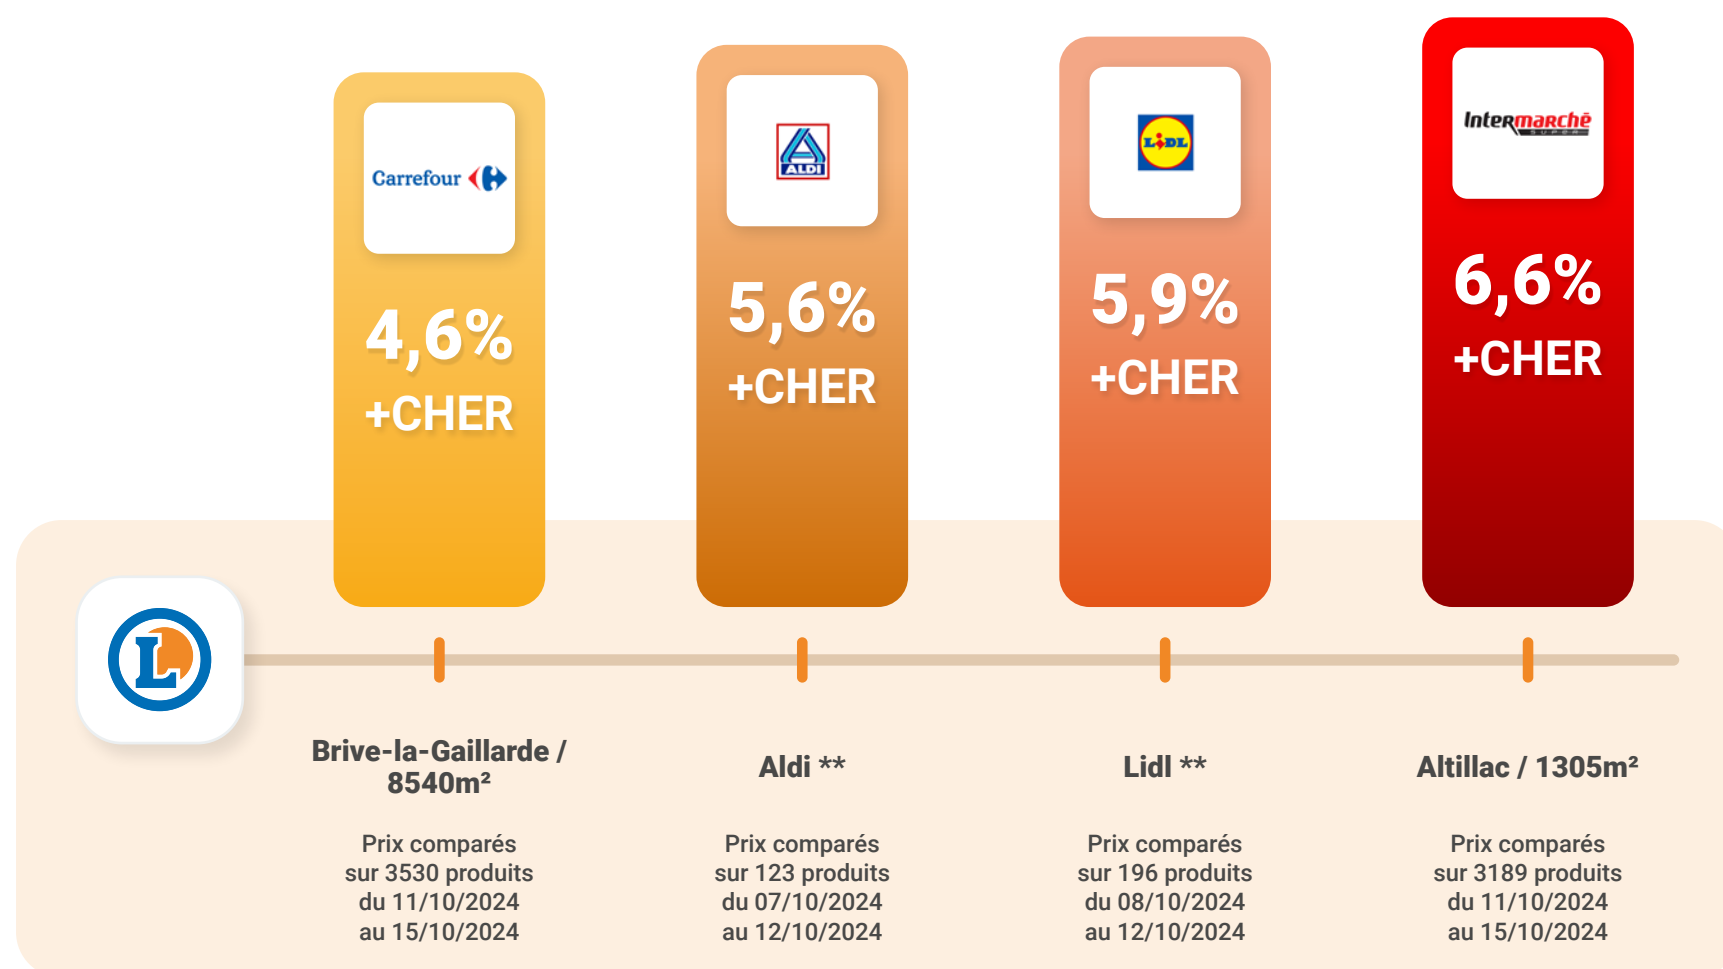 Carrefour
4,6%
+CHER
ALDI
5,6%
+CHER
LIDL
5,9%
+CHER
Intermarchē
SUPER
6,6%
+CHER
L
Brive-la-Gaillarde /
8540m²
Prix comparés
sur 3530 produits
du 11/10/2024
au 15/10/2024
Aldi **
Prix comparés
sur 123 produits
du 07/10/2024
au 12/10/2024
Lidl **
Prix comparés
sur 196 produits
du 08/10/2024
au 12/10/2024
Altillac / 1305m²
Prix comparés
sur 3189 produits
du 11/10/2024
au 15/10/2024